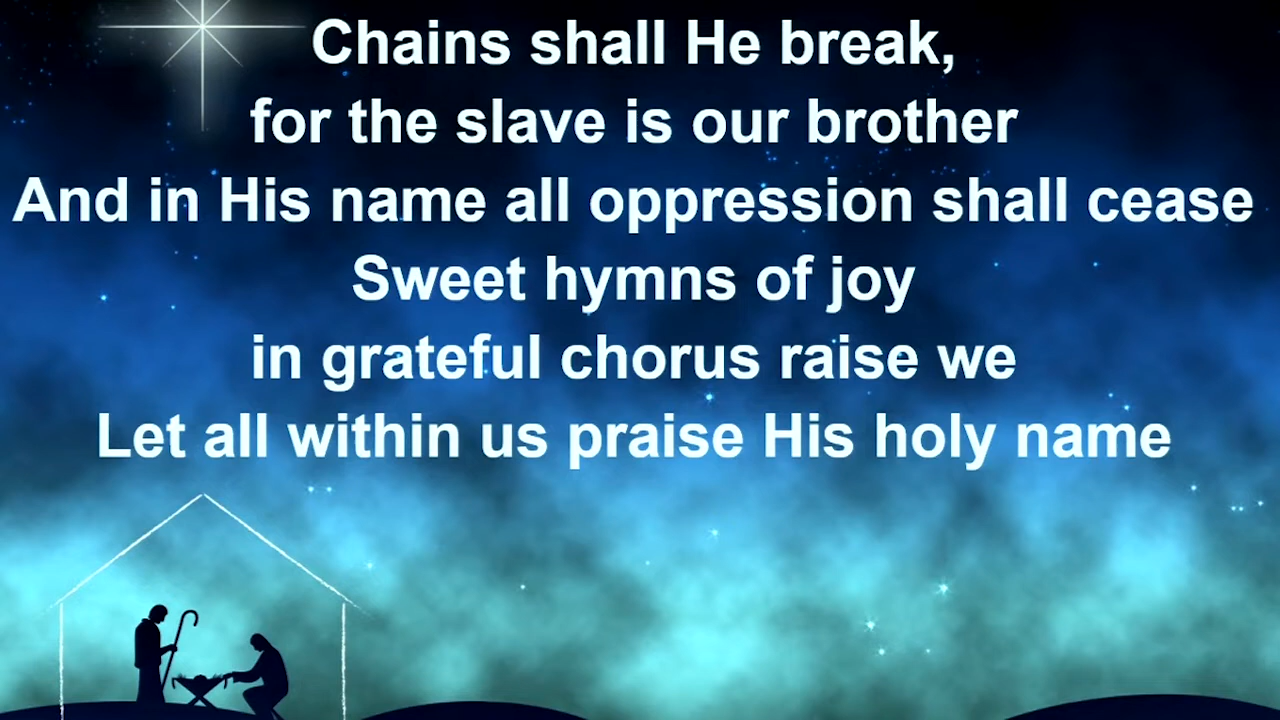 Chains shall He break,
for the slave is our brother
And in His name all oppression shall cease
Sweet hymns of joy
in grateful chorus raise we
Let all within us praise His holy name